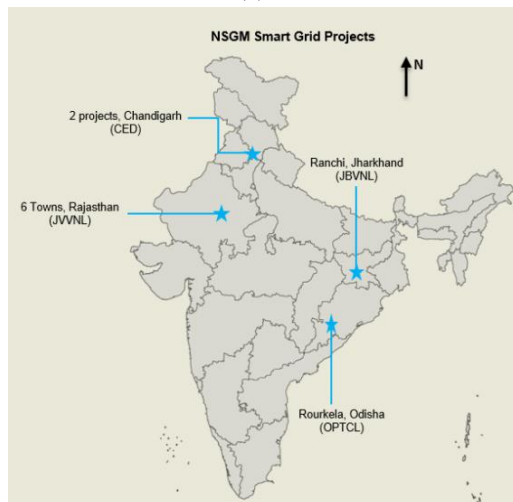 NSGM Smart Grid Projects
N
2 projects, Chandigarh
(CED)
Ranchi, Jharkhand
(JBVNL)
6 Towns, Rajasthan
(JVVNL)
Rourkela, Odisha
(OPTCL)